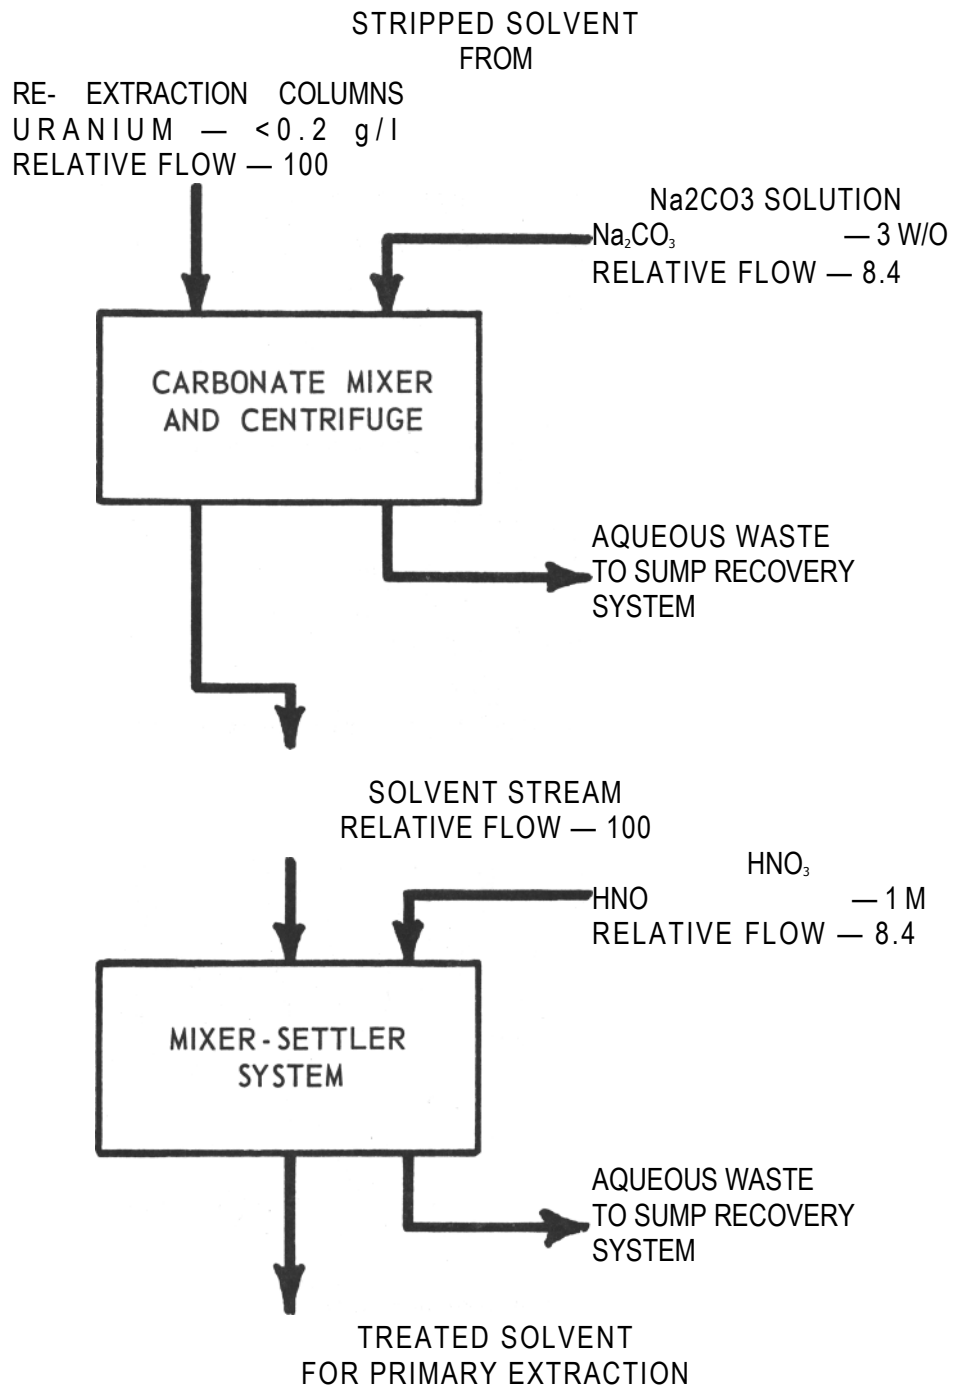 STRIPPED SOLVENT
FROM
RE- EXTRACTION COLUMNS
URANIUM — <0.2 g/l
RELATIVE FLOW — 100
Na2CO3 SOLUTION
Na₂CO₃ — 3 W/O
RELATIVE FLOW — 8.4
CARBONATE MIXER
AND CENTRIFUGE
AQUEOUS WASTE
TO SUMP RECOVERY
SYSTEM
SOLVENT STREAM
RELATIVE FLOW — 100
HNO₃
HNO — 1 M
RELATIVE FLOW — 8.4
MIXER-SETTLER
SYSTEM
AQUEOUS WASTE
TO SUMP RECOVERY
SYSTEM
TREATED SOLVENT
FOR PRIMARY EXTRACTION